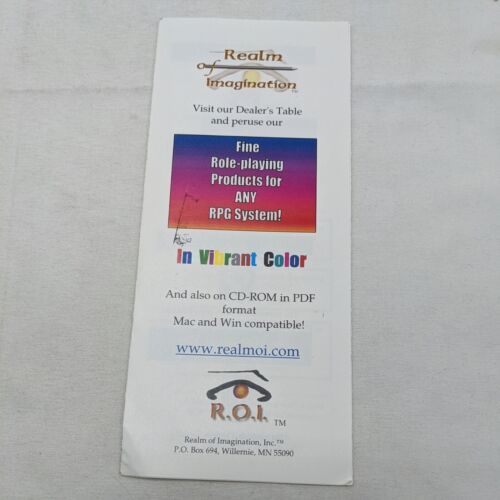 Realm
of
Imagination™
Visit our Dealer's Table
and peruse our
Fine
Role-playing
Products for
ANY
RPG System!
In Vibrant Color
And also on CD-ROM in PDF
format
Mac and Win compatible!
www.realmoi.com
R.O.I. ™
Realm of Imagination, Inc.™
P.O. Box 694, Willernie, MN 55090